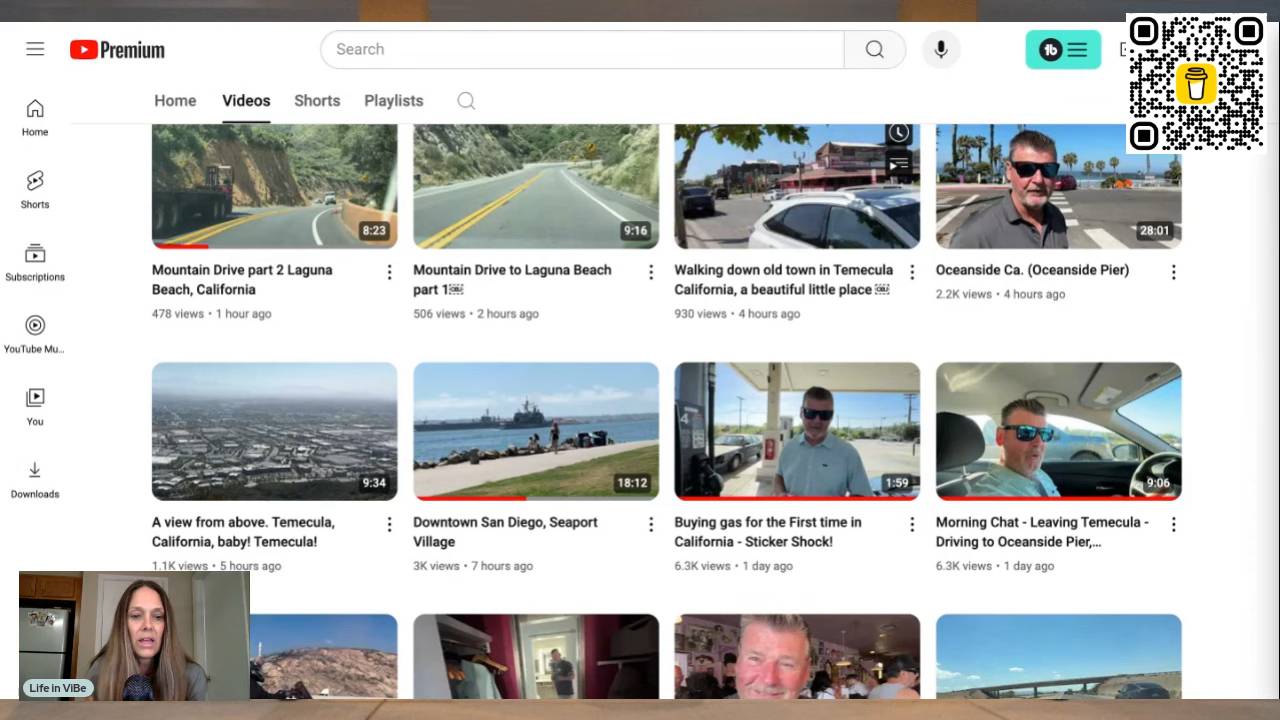 Premium
Search
Home
Videos
Shorts
Playlists
Home
Shorts
Subscriptions
YouTube Mu...
You
Downloads
8:23
9:16
28:01
Mountain Drive part 2 Laguna
Beach, California
478 views • 1 hour ago
Mountain Drive to Laguna Beach
part 1
506 views • 2 hours ago
Walking down old town in Temecula
California, a beautiful little place
930 views • 4 hours ago
Oceanside Ca. (Oceanside Pier)
2.2K views • 4 hours ago
9:34
18:12
4
1:59
9:06
A view from above. Temecula,
California, baby! Temecula!
1.1K views • 5 hours ago
Downtown San Diego, Seaport
Village
3K views • 7 hours ago
Buying gas for the First time in
California - Sticker Shock!
6.3K views • 1 day ago
Morning Chat - Leaving Temecula -
Driving to Oceanside Pier,...
6.3K views • 1 day ago
Life in ViBe